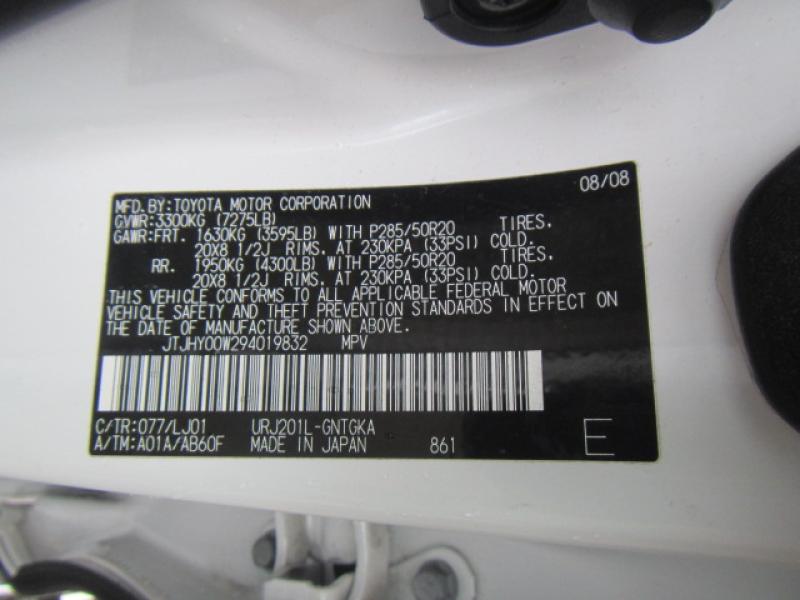 08/08
MFD. BY: TOYOTA MOTOR CORPORATION
GVWR: 3300KG (7275LB)
GAWR: FRT. 1630KG (3595LB) WITH P285/50R20 TIRES.
20X8 1/2J RIMS. AT 230KPA (33PSI) COLD.
RR. 1950KG (4300LB) WITH P285/50R20 TIRES.
20X8 1/2J RIMS. AT 230KPA (33PSI) COLD.
THIS VEHICLE CONFORMS TO ALL APPLICABLE FEDERAL MOTOR
VEHICLE SAFETY AND THEFT PREVENTION STANDARDS IN EFFECT ON
THE DATE OF MANUFACTURE SHOWN ABOVE.
JTJHY00W294019832 MPV
C/TR: 077/LJ01 URJ201L-GNTGKA
A/TM: A01A/AB60F MADE IN JAPAN 861 E